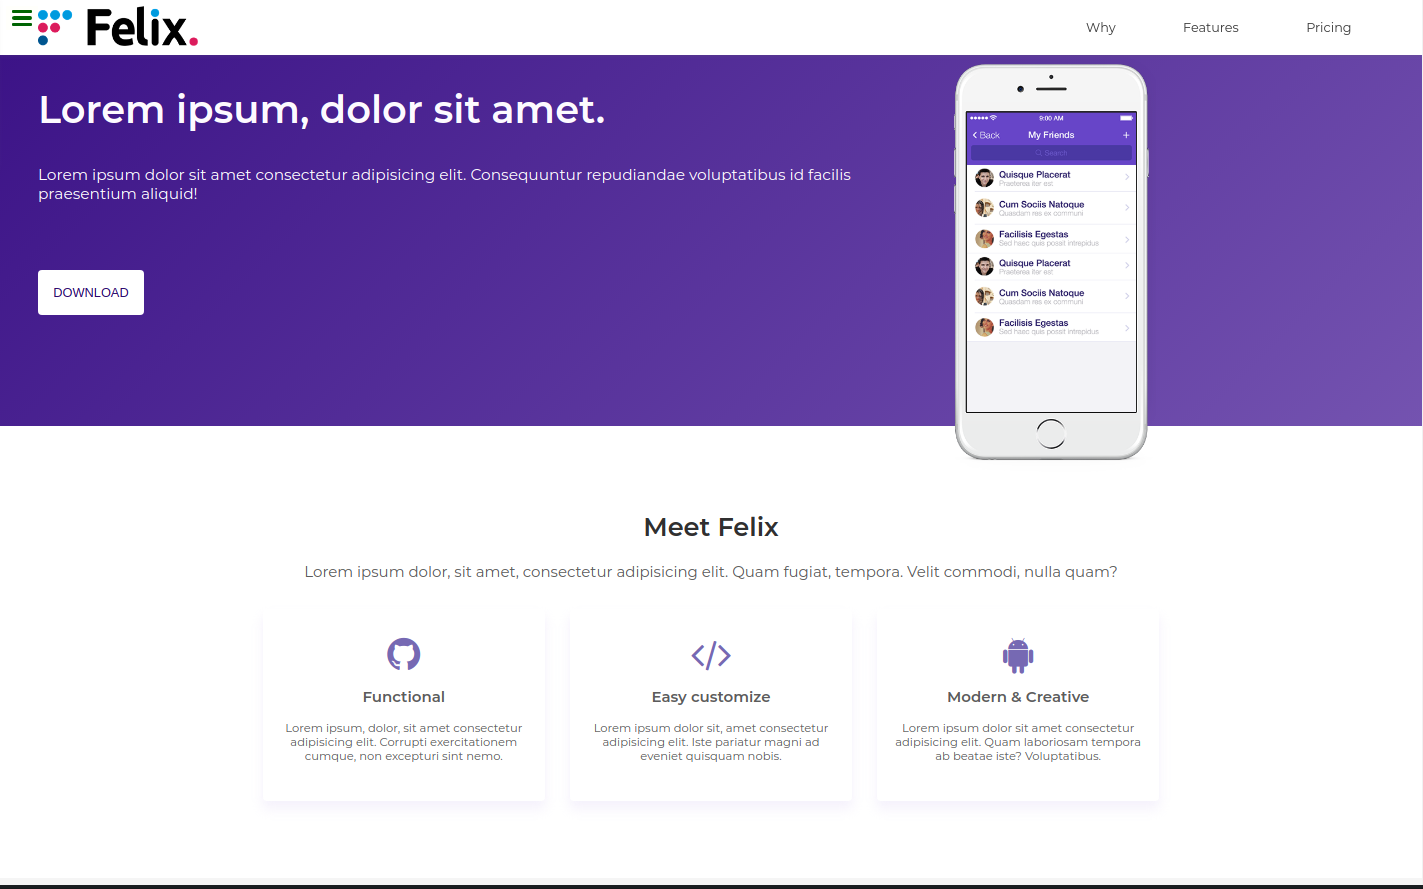 Felix.
Why
Features
Pricing
Lorem ipsum, dolor sit amet.
Lorem ipsum dolor sit amet consectetur adipisicing elit. Consequuntur repudiandae voluptatibus id facilis
praesentium aliquid!
DOWNLOAD
9:00 AM
Back
My Friends
+
Search
Quisque Placerat
Praeterea iter est
Cum Sociis Natoque
Quasdam res ex communi
Facilisis Egestas
Sed haec quis possit intrepidus
Quisque Placerat
Praeterea iter est
Cum Sociis Natoque
Quasdam res ex communi
Facilisis Egestas
Sed haec quis possit intrepidus
Meet Felix
Lorem ipsum dolor, sit amet, consectetur adipisicing elit. Quam fugiat, tempora. Velit commodi, nulla quam?
Functional
Lorem ipsum, dolor, sit amet consectetur
adipisicing elit. Corrupti exercitationem
cumque, non excepturi sint nemo.
Easy customize
Lorem ipsum dolor sit, amet consectetur
adipisicing elit. Iste pariatur magni ad
eveniet quisquam nobis.
Modern & Creative
Lorem ipsum dolor sit amet consectetur
adipisicing elit. Quam laboriosam tempora
ab beatae iste? Voluptatibus.